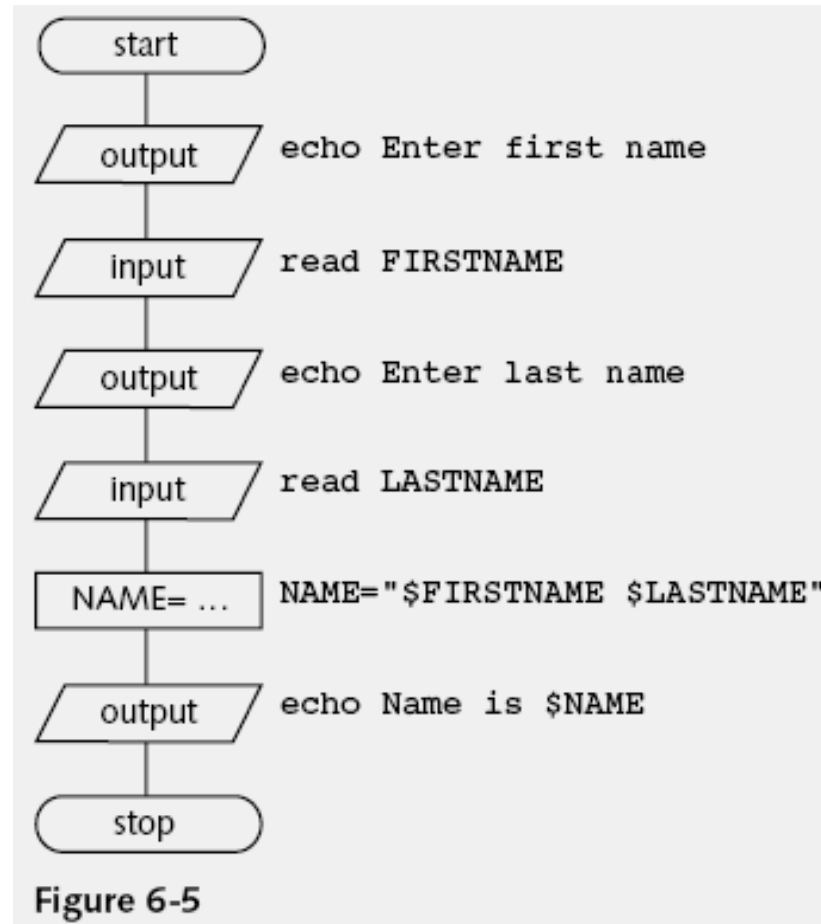 start
output echo Enter first name
input read FIRSTNAME
output echo Enter last name
input read LASTNAME
NAME= ... NAME="$FIRSTNAME $LASTNAME"
output echo Name is $NAME
stop
Figure 6-5